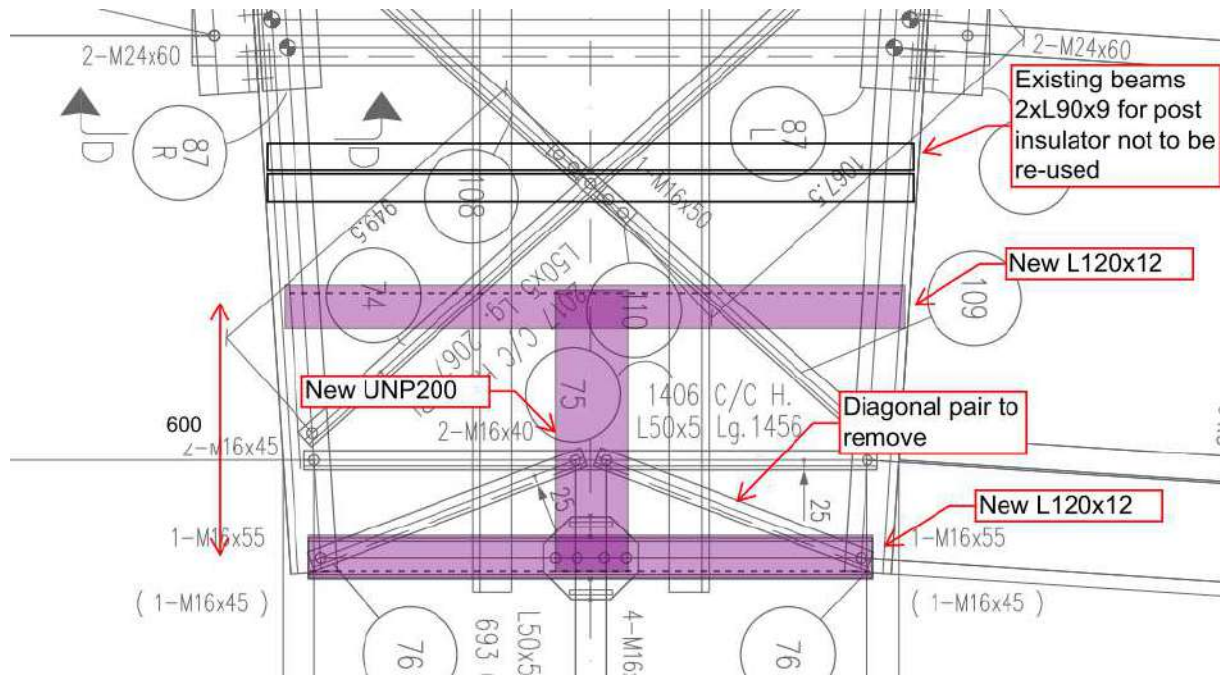 2-M24x60
2-M24x60
Existing beams
2xL90x9 for post
insulator not to be
re-used
D
D
87
R
87
L
108
1-M16x50
949.5
1067.5
74
110
109
New L120x12
L50x5
New UNP200
75
1406 C/C H.
L50x5 Lg.1456
600
2-M16x45
2-M16x40
Diagonal pair to
remove
25
25
New L120x12
1-M16x55
1-M16x55
( 1-M16x45 )
( 1-M16x45 )
76
76
693
L50x5